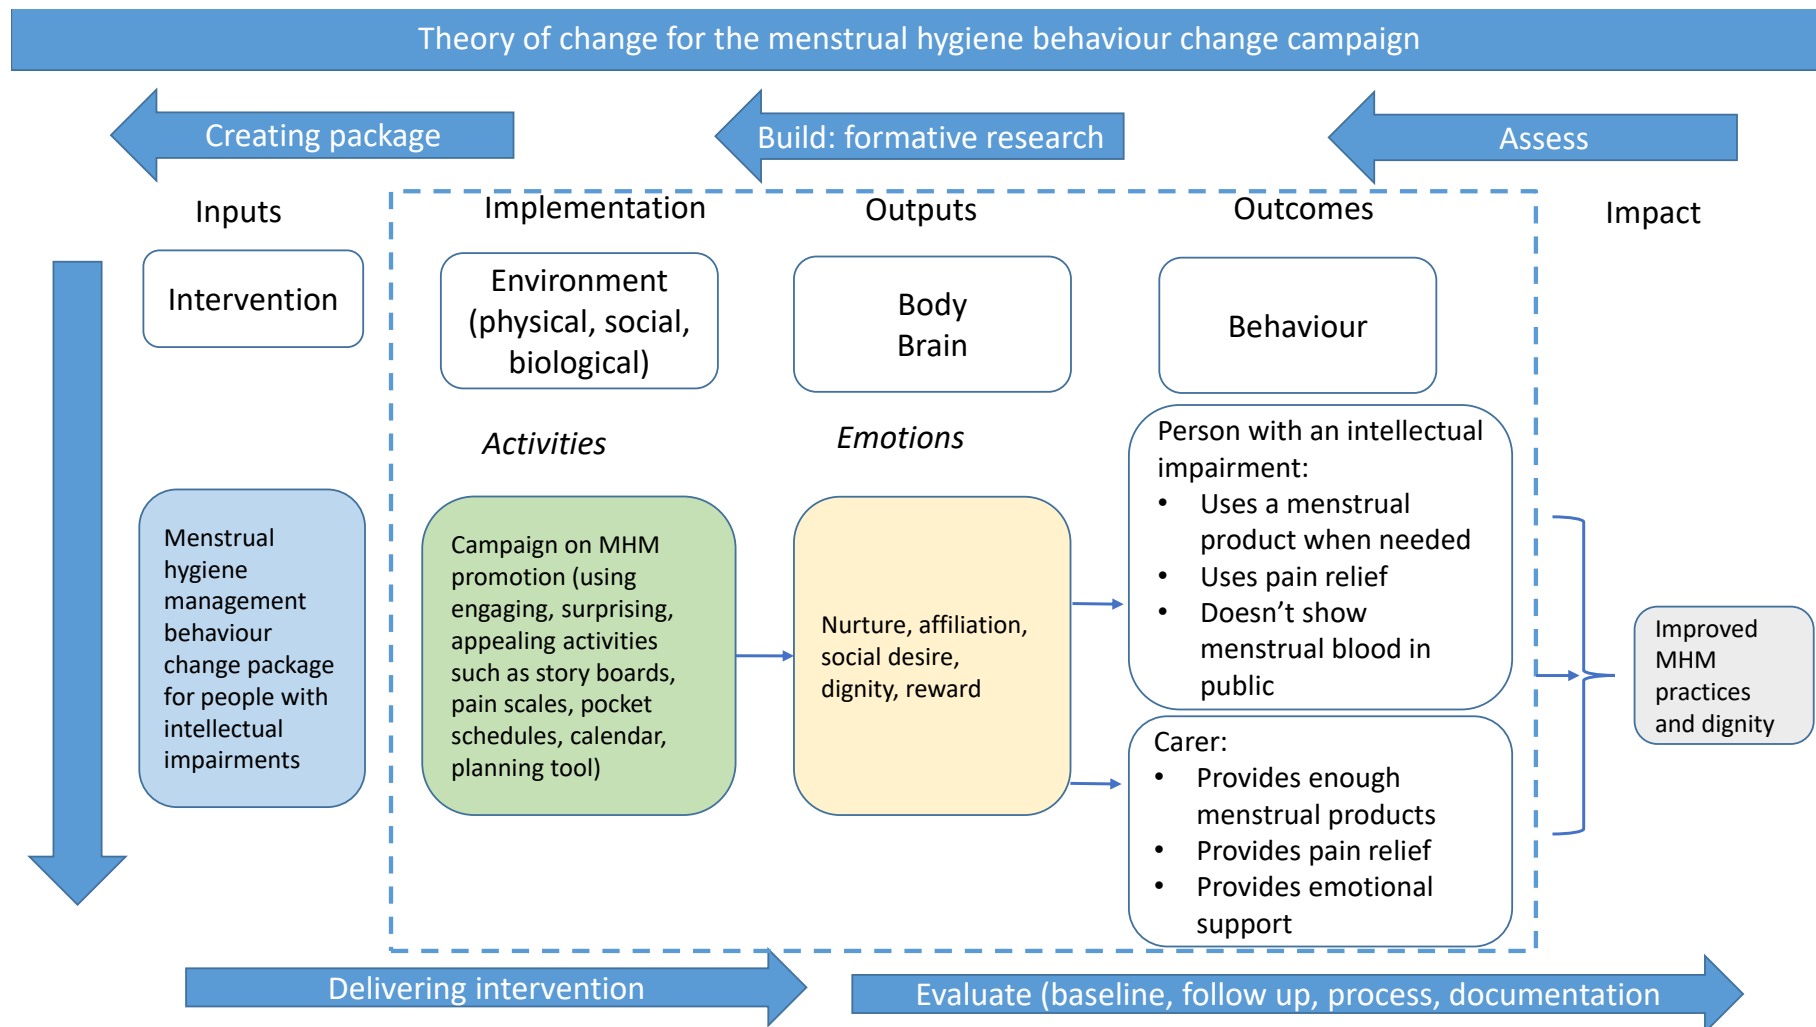 Theory of change for the menstrual hygiene behaviour change campaign
Creating package
Build: formative research
Assess
Inputs
Implementation
Outputs
Outcomes
Impact
Intervention
Environment
(physical, social,
biological)
Body
Brain
Behaviour
Activities
Emotions
Menstrual
hygiene
management
behaviour
change package
for people with
intellectual
impairments
Campaign on MHM
promotion (using
engaging, surprising,
appealing activities
such as story boards,
pain scales, pocket
schedules, calendar,
planning tool)
Nurture, affiliation,
social desire,
dignity, reward
Person with an intellectual
impairment:
• Uses a menstrual
product when needed
• Uses pain relief
• Doesn’t show
menstrual blood in
public
Carer:
• Provides enough
menstrual products
• Provides pain relief
• Provides emotional
support
Improved
MHM
practices
and dignity
Delivering intervention
Evaluate (baseline, follow up, process, documentation